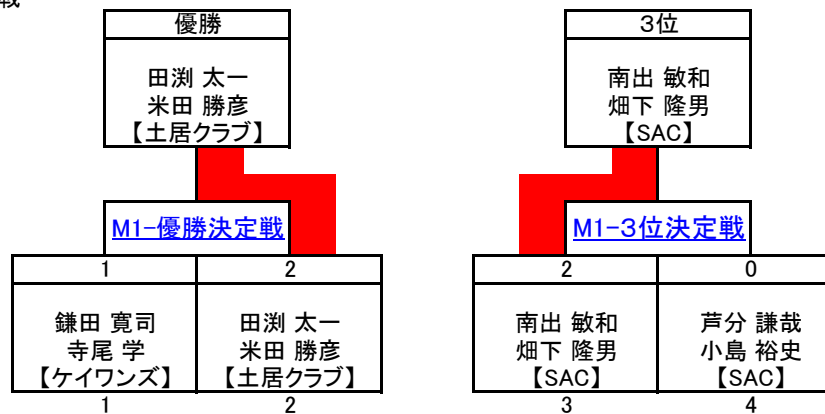 戦
優勝
田渕 太一
米田 勝彦
【土居クラブ】
M1-優勝決定戦
1 2
鎌田 寛司
寺尾 学
【ケイワンズ】
田渕 太一
米田 勝彦
【土居クラブ】
1 2
3位
南出 敏和
畑下 隆男
【SAC】
M1-3位決定戦
2 0
南出 敏和
畑下 隆男
【SAC】
芦分 謙哉
小島 裕史
【SAC】
3 4